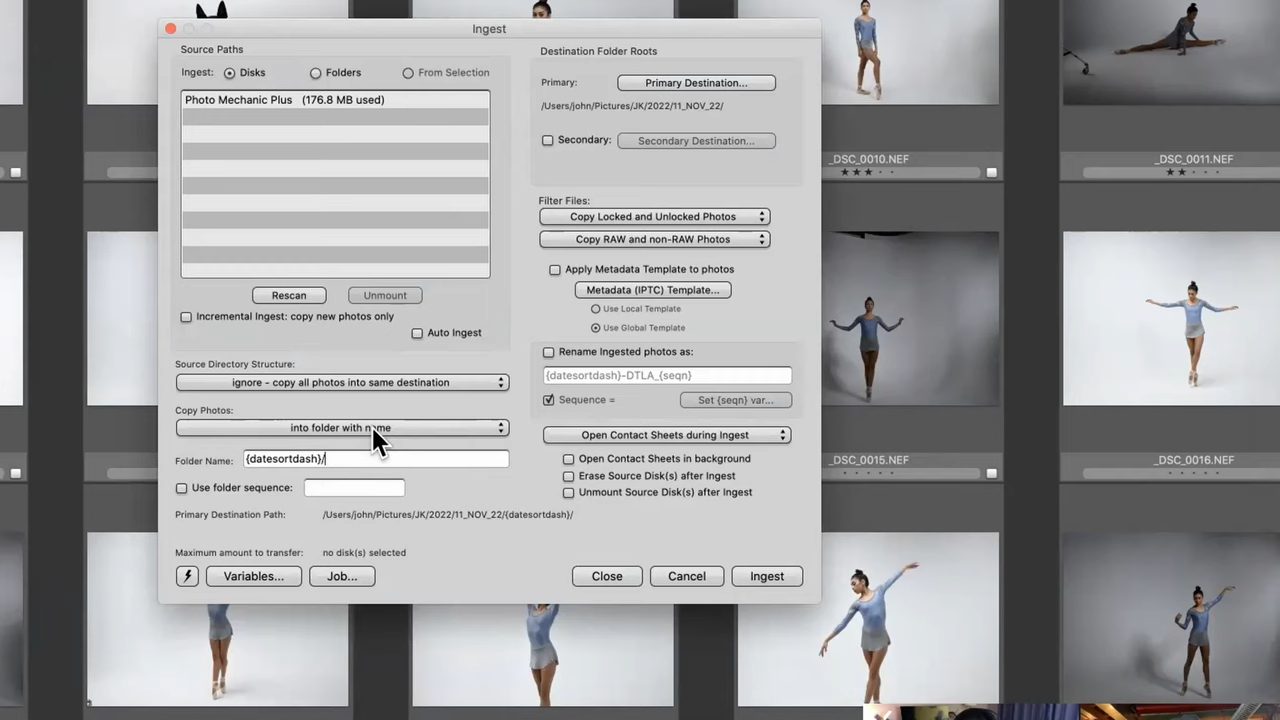 Ingest
Source Paths
Ingest: Disks Folders From Selection
Photo Mechanic Plus (176.8 MB used)
Rescan Unmount
Incremental Ingest: copy new photos only
Auto Ingest
Source Directory Structure:
ignore - copy all photos into same destination
Copy Photos:
into folder with name
Folder Name: {datesortdash}/
Use folder sequence:
Primary Destination Path: /Users/john/Pictures/JK/2022/11_NOV_22/{datesortdash}/
Maximum amount to transfer: no disk(s) selected
Variables... Job...
Destination Folder Roots
Primary: Primary Destination...
/Users/john/Pictures/JK/2022/11_NOV_22/
Secondary: Secondary Destination...
Filter Files:
Copy Locked and Unlocked Photos
Copy RAW and non-RAW Photos
Apply Metadata Template to photos
Metadata (IPTC) Template...
Use Local Template
Use Global Template
Rename Ingested photos as:
{datesortdash}-DTLA_{seqn}
Sequence = Set {seqn} var...
Open Contact Sheets during Ingest
Open Contact Sheets in background
Erase Source Disk(s) after Ingest
Unmount Source Disk(s) after Ingest
Close Cancel Ingest
_DSC_0010.NEF
_DSC_0011.NEF
_DSC_0015.NEF
_DSC_0016.NEF